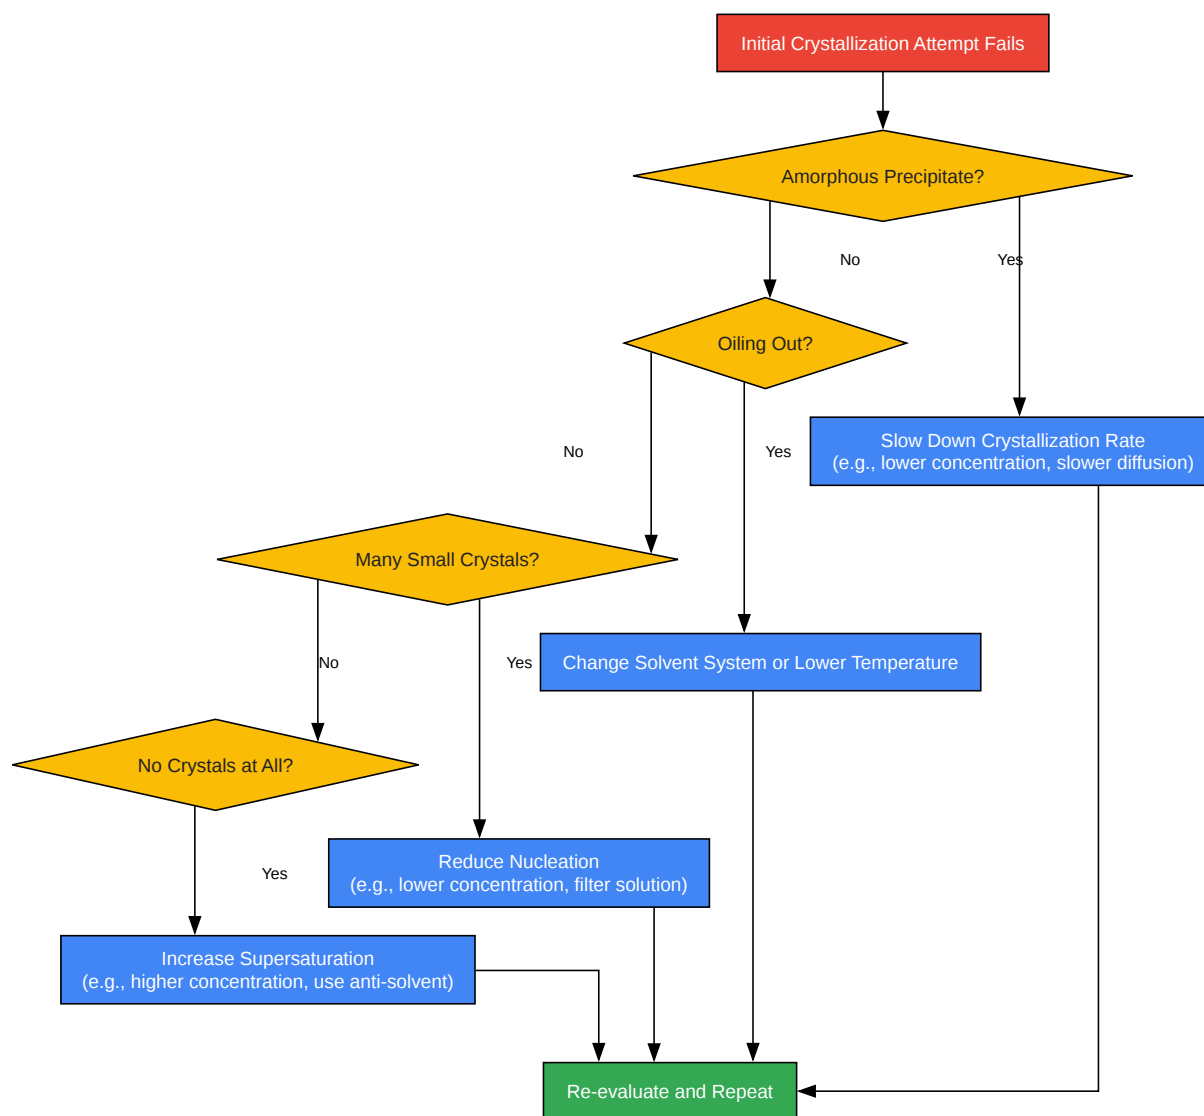 Initial Crystallization Attempt Fails
Amorphous Precipitate?
No
Yes
Oiling Out?
Slow Down Crystallization Rate
(e.g., lower concentration, slower diffusion)
No
Yes
Many Small Crystals?
No
Yes
Change Solvent System or Lower Temperature
No Crystals at All?
Reduce Nucleation
(e.g., lower concentration, filter solution)
Yes
Increase Supersaturation
(e.g., higher concentration, use anti-solvent)
Re-evaluate and Repeat